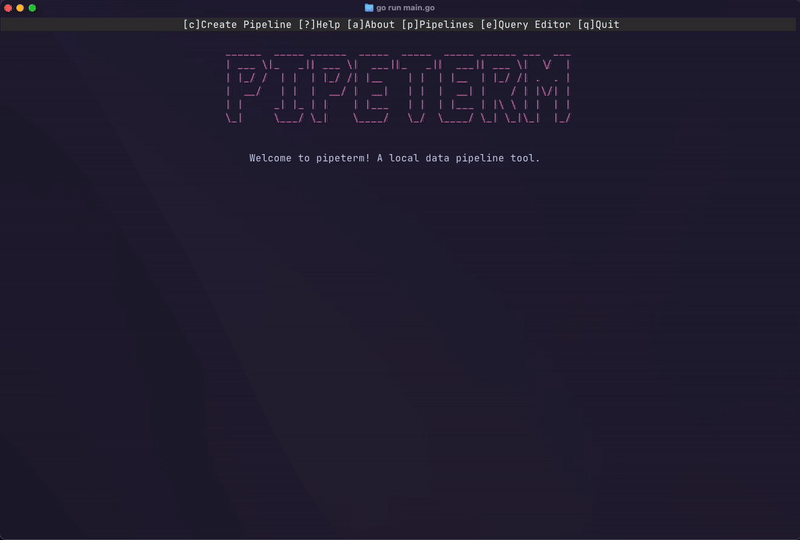 go run main.go
[c]Create Pipeline [?]Help [a]About [p]Pipelines [e]Query Editor [q]Quit
PIPETERM
Welcome to pipeterm! A local data pipeline tool.